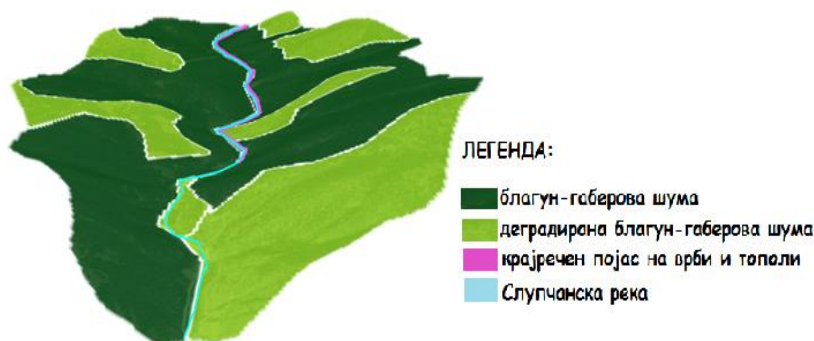 ЛЕГЕНДА:
благун-габерова шума
деградирана благун-габерова шума
крајречен појас на врби и тополи
Слупчанска река